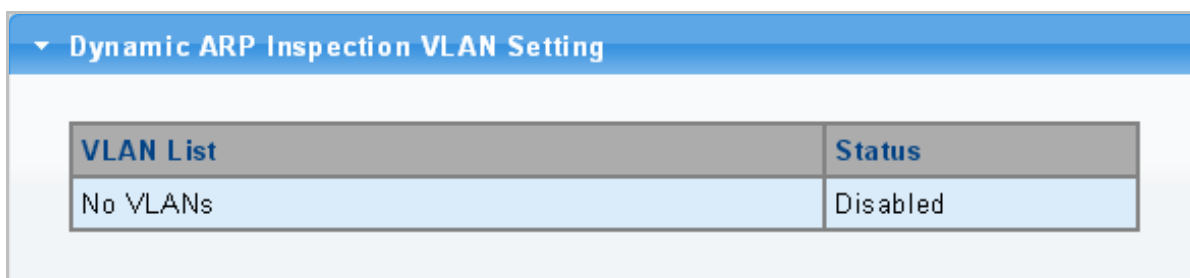 Dynamic ARP Inspection VLAN Setting
VLAN List Status
No VLANs Disabled